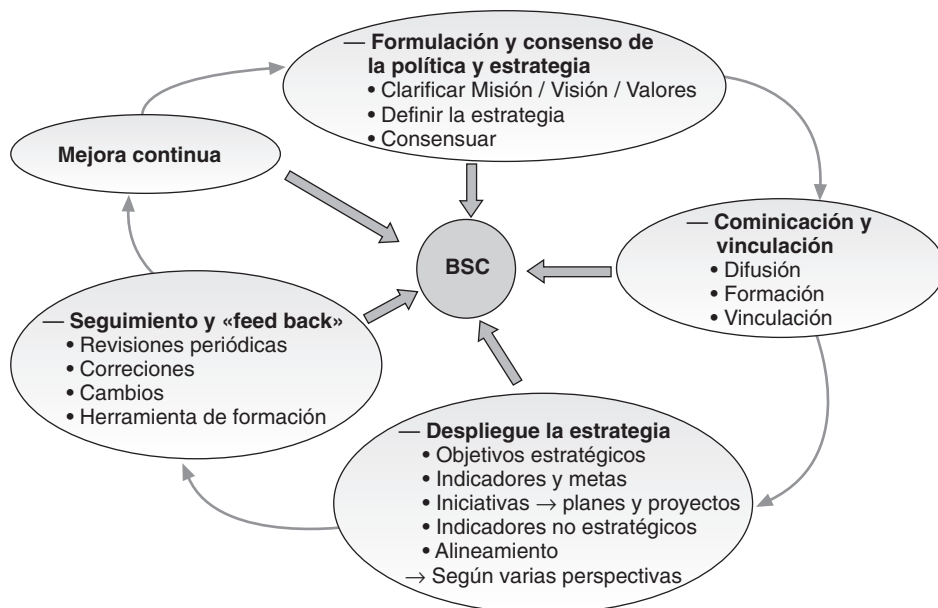 — Formulación y consenso de
la política y estrategia
• Clarificar Misión / Visión / Valores
• Definir la estrategia
• Consensuar
Mejora continua
— Cominicación y
vinculación
• Difusión
• Formación
• Vinculación
BSC
— Seguimiento y «feed back»
• Revisiones periódicas
• Correciones
• Cambios
• Herramienta de formación
— Despliegue la estrategia
• Objetivos estratégicos
• Indicadores y metas
• Iniciativas → planes y proyectos
• Indicadores no estratégicos
• Alineamiento
→ Según varias perspectivas